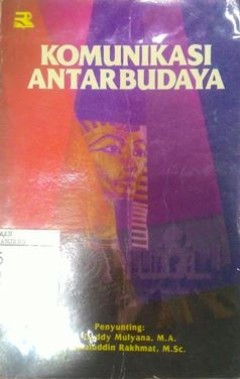 KOMUNIKASI
ANTARBUDAYA
Penyunting:
Mulyana, M.A.
Rakhmat, M.Sc.